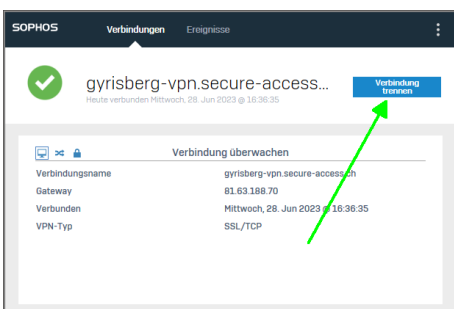 SOPHOS Verbindungen Ereignisse
gyrisberg-vpn.secure-access...
Verbindung
trennen
Heute verbunden Mittwoch, 28. Jun 2023 @ 16:36:35
Verbindung überwachen
Verbindungsname gyrisberg-vpn.secure-access.ch
Gateway 81.63.188.70
Verbunden Mittwoch, 28. Jun 2023 @ 16:36:35
VPN-Typ SSL/TCP